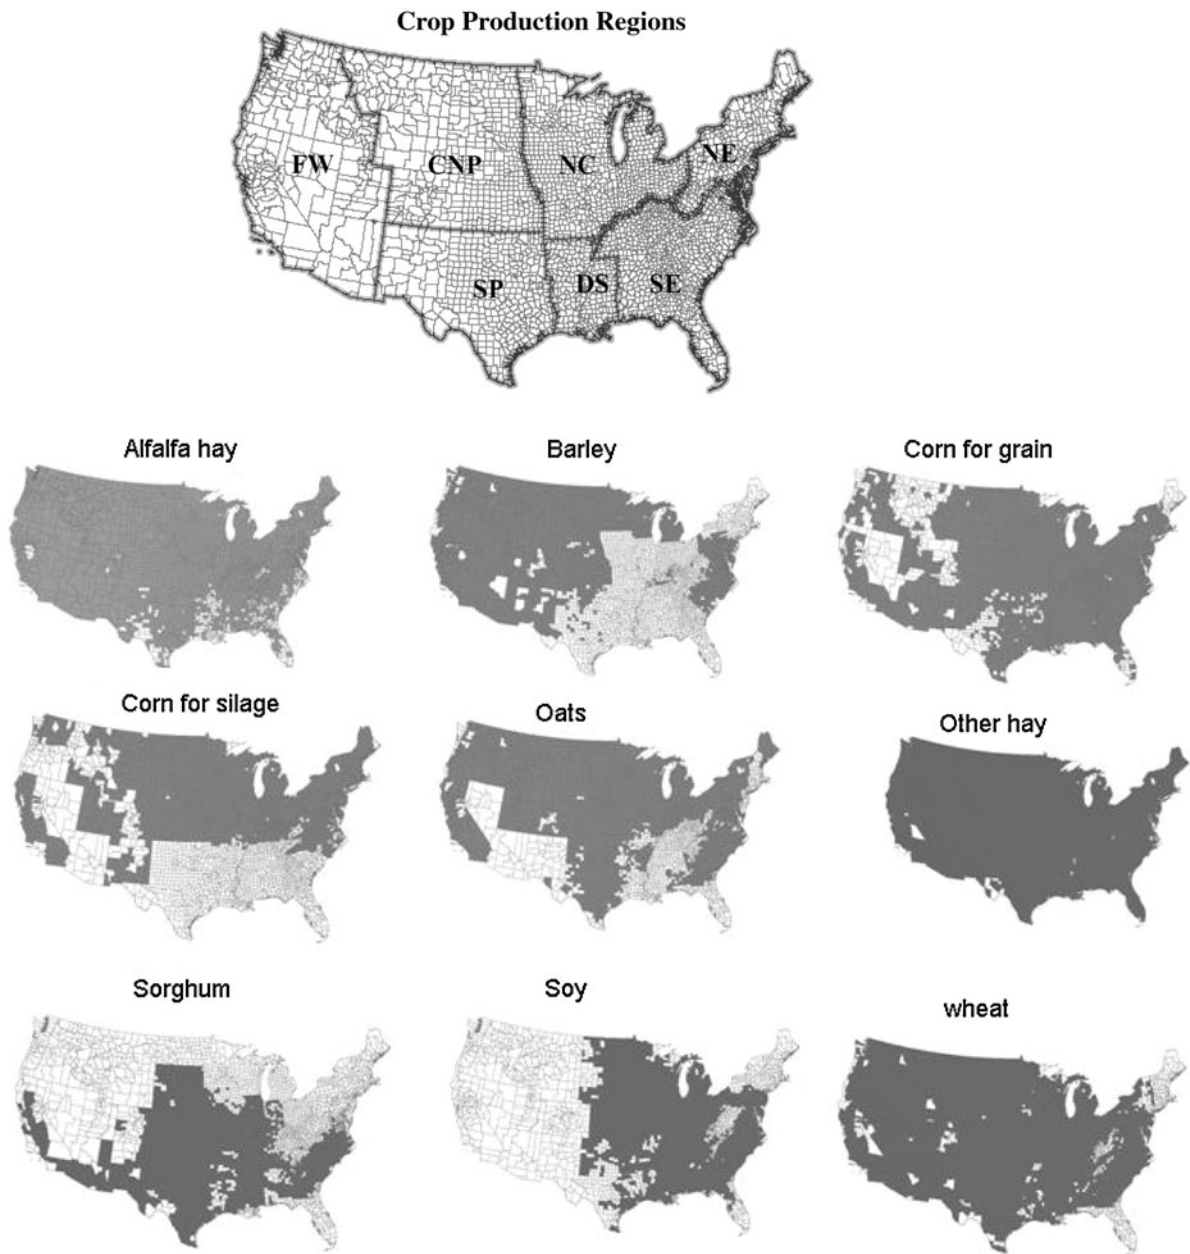 Crop Production Regions
FW
CNP
NC
NE
SP
DS
SE
Alfalfa hay
Barley
Corn for grain
Corn for silage
Oats
Other hay
Sorghum
Soy
wheat